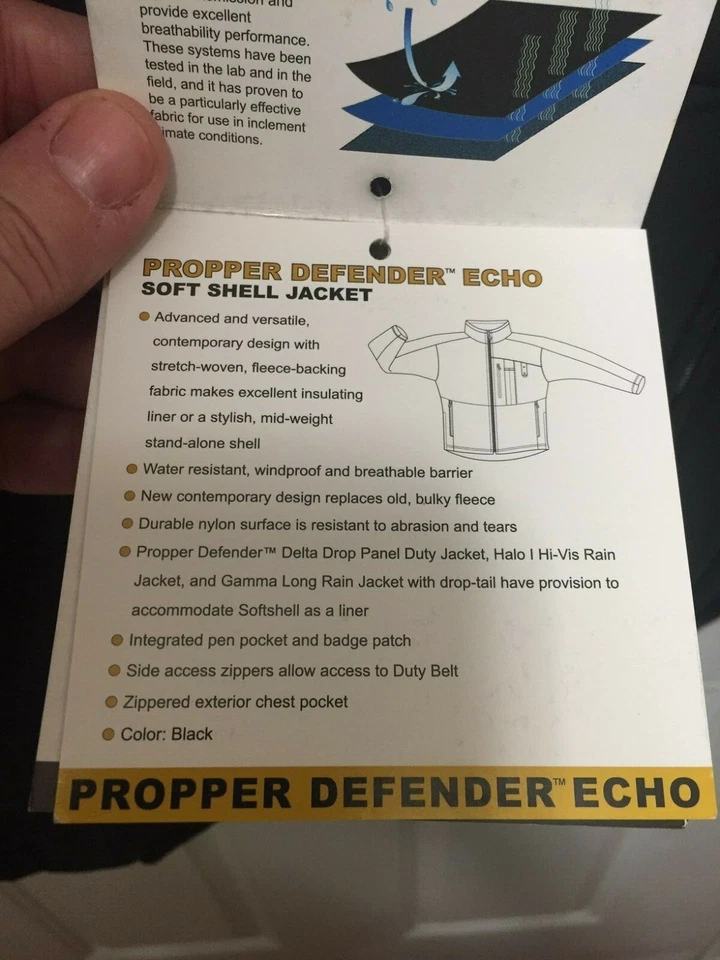 provide excellent
breathability performance.
These systems have been
tested in the lab and in the
field, and it has proven to
be a particularly effective
fabric for use in inclement
conditions.
PROPPER DEFENDER™ ECHO
SOFT SHELL JACKET
Advanced and versatile,
contemporary design with
stretch-woven, fleece-backing
fabric makes excellent insulating
liner or a stylish, mid-weight
stand-alone shell
Water resistant, windproof and breathable barrier
New contemporary design replaces old, bulky fleece
Durable nylon surface is resistant to abrasion and tears
Propper Defender™ Delta Drop Panel Duty Jacket, Halo I Hi-Vis Rain
Jacket, and Gamma Long Rain Jacket with drop-tail have provision to
accommodate Softshell as a liner
Integrated pen pocket and badge patch
Side access zippers allow access to Duty Belt
Zippered exterior chest pocket
Color: Black
PROPPER DEFENDER™ ECHO